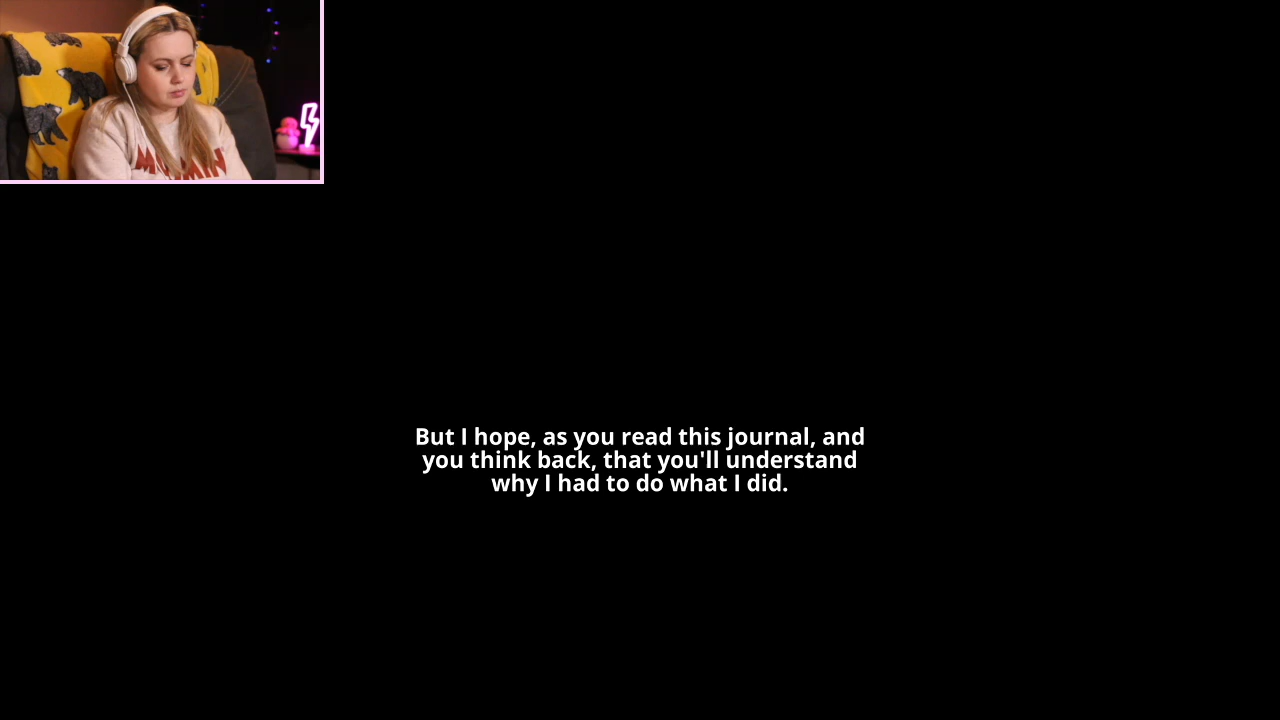 But I hope, as you read this journal, and
you think back, that you'll understand
why I had to do what I did.